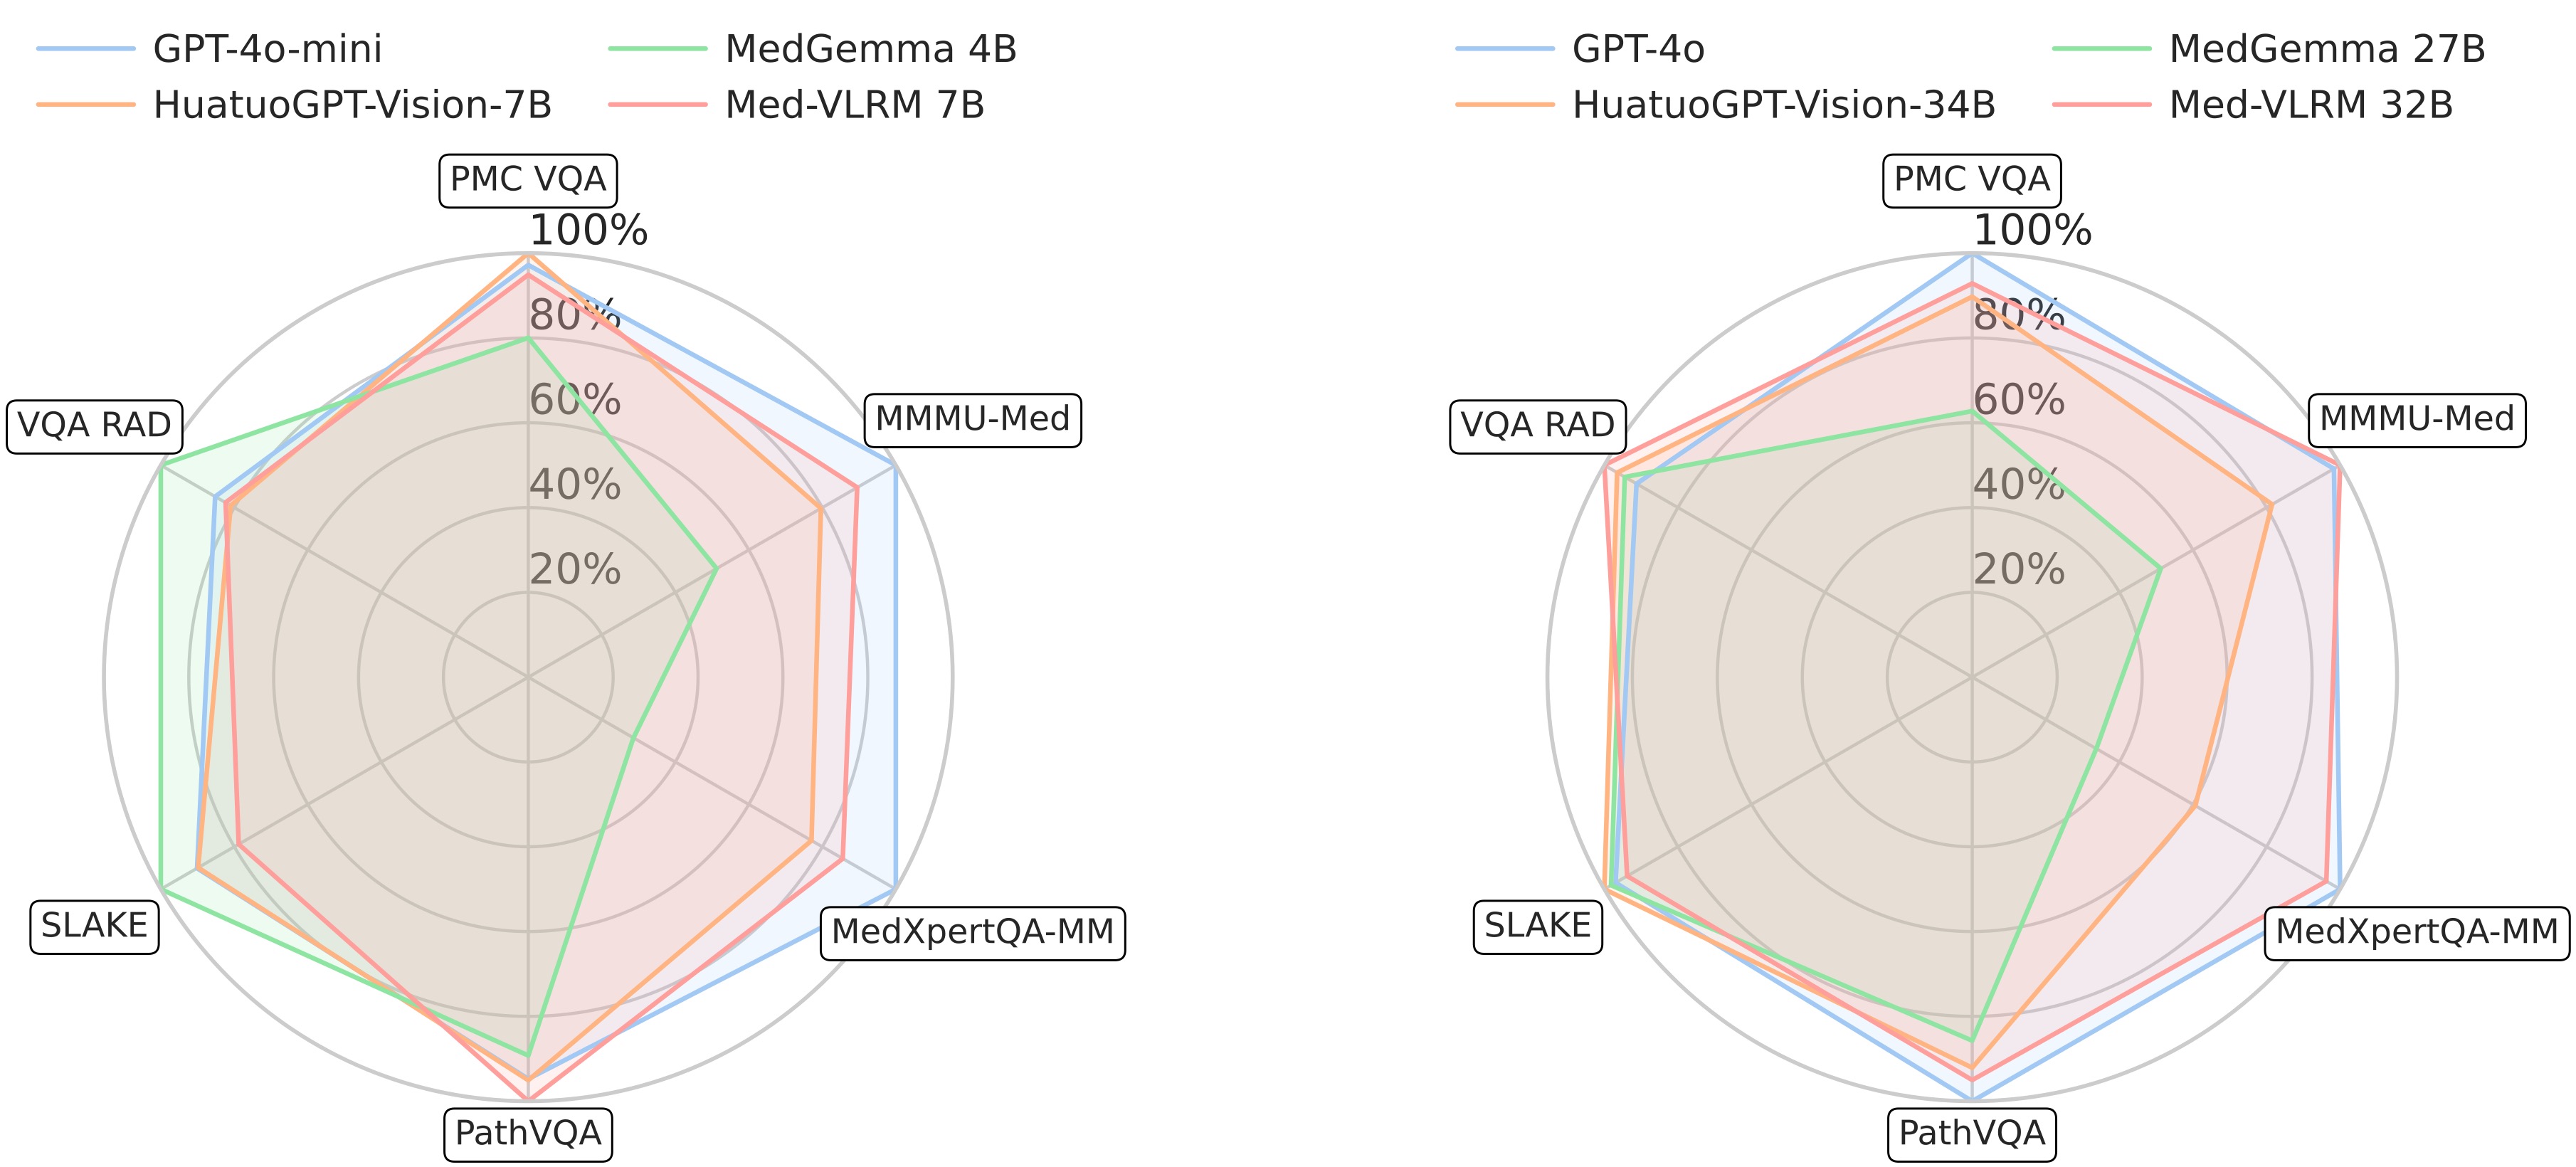 GPT-4o-mini
HuatuoGPT-Vision-7B
MedGemma 4B
Med-VLRM 7B
PMC VQA
100%
80%
60%
40%
20%
MMMU-Med
VQA RAD
SLAKE
MedXpertQA-MM
PathVQA
GPT-4o
HuatuoGPT-Vision-34B
MedGemma 27B
Med-VLRM 32B
PMC VQA
100%
80%
60%
40%
20%
MMMU-Med
VQA RAD
SLAKE
MedXpertQA-MM
PathVQA